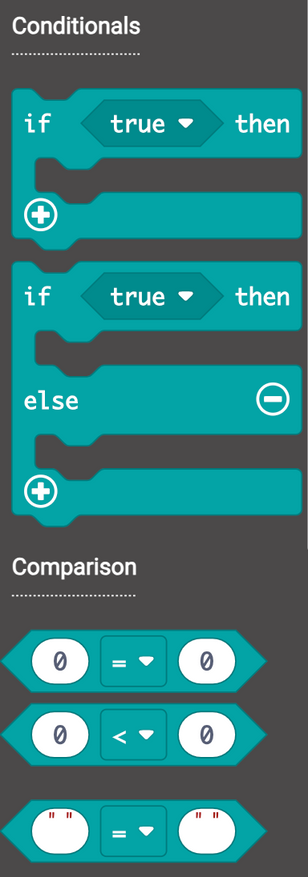 Conditionals
if true then
if true then
else
Comparison
0 = 0
0 < 0
" " = " "